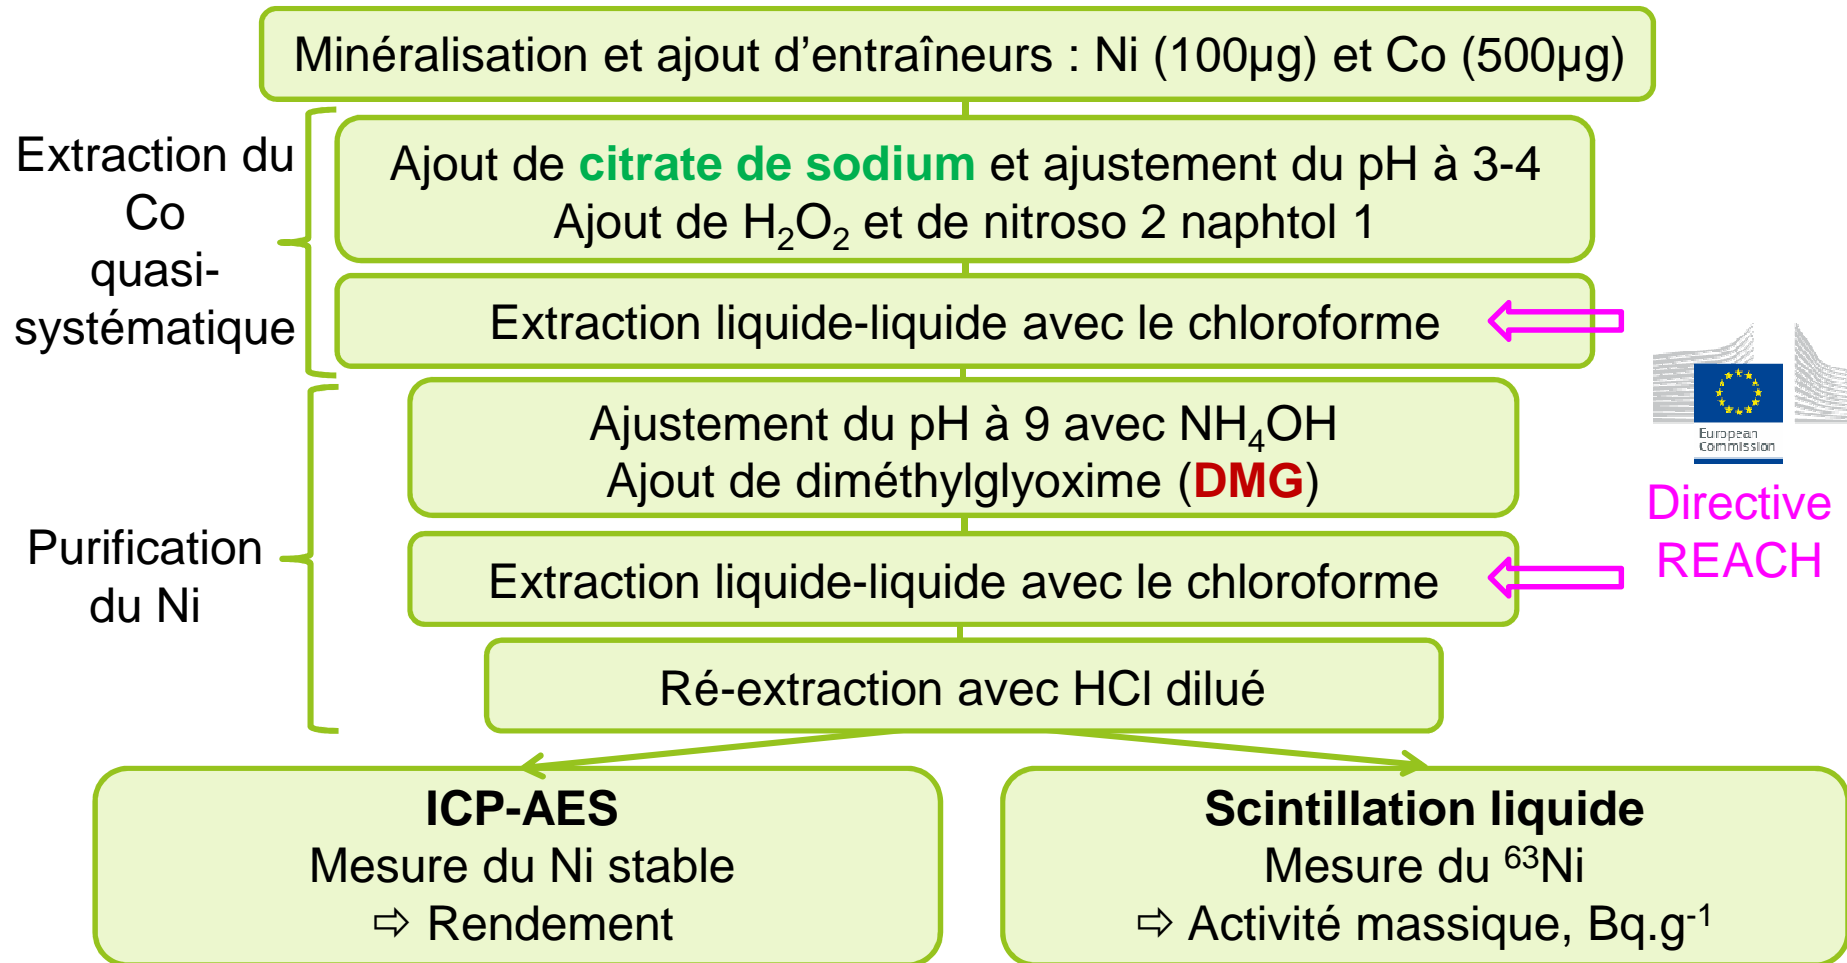 Minéralisation et ajout d’entraîneurs : Ni (100µg) et Co (500µg)
Extraction du
Co
quasi-
systématique
Ajout de citrate de sodium et ajustement du pH à 3-4
Ajout de H₂O₂ et de nitroso 2 naphtol 1
Extraction liquide-liquide avec le chloroforme
Purification
du Ni
Ajustement du pH à 9 avec NH₄OH
Ajout de diméthylglyoxime (DMG)
Extraction liquide-liquide avec le chloroforme
Ré-extraction avec HCl dilué
European
Commission
Directive
REACH
ICP-AES
Mesure du Ni stable
⇨ Rendement
Scintillation liquide
Mesure du ⁶³Ni
⇨ Activité massique, Bq.g⁻¹